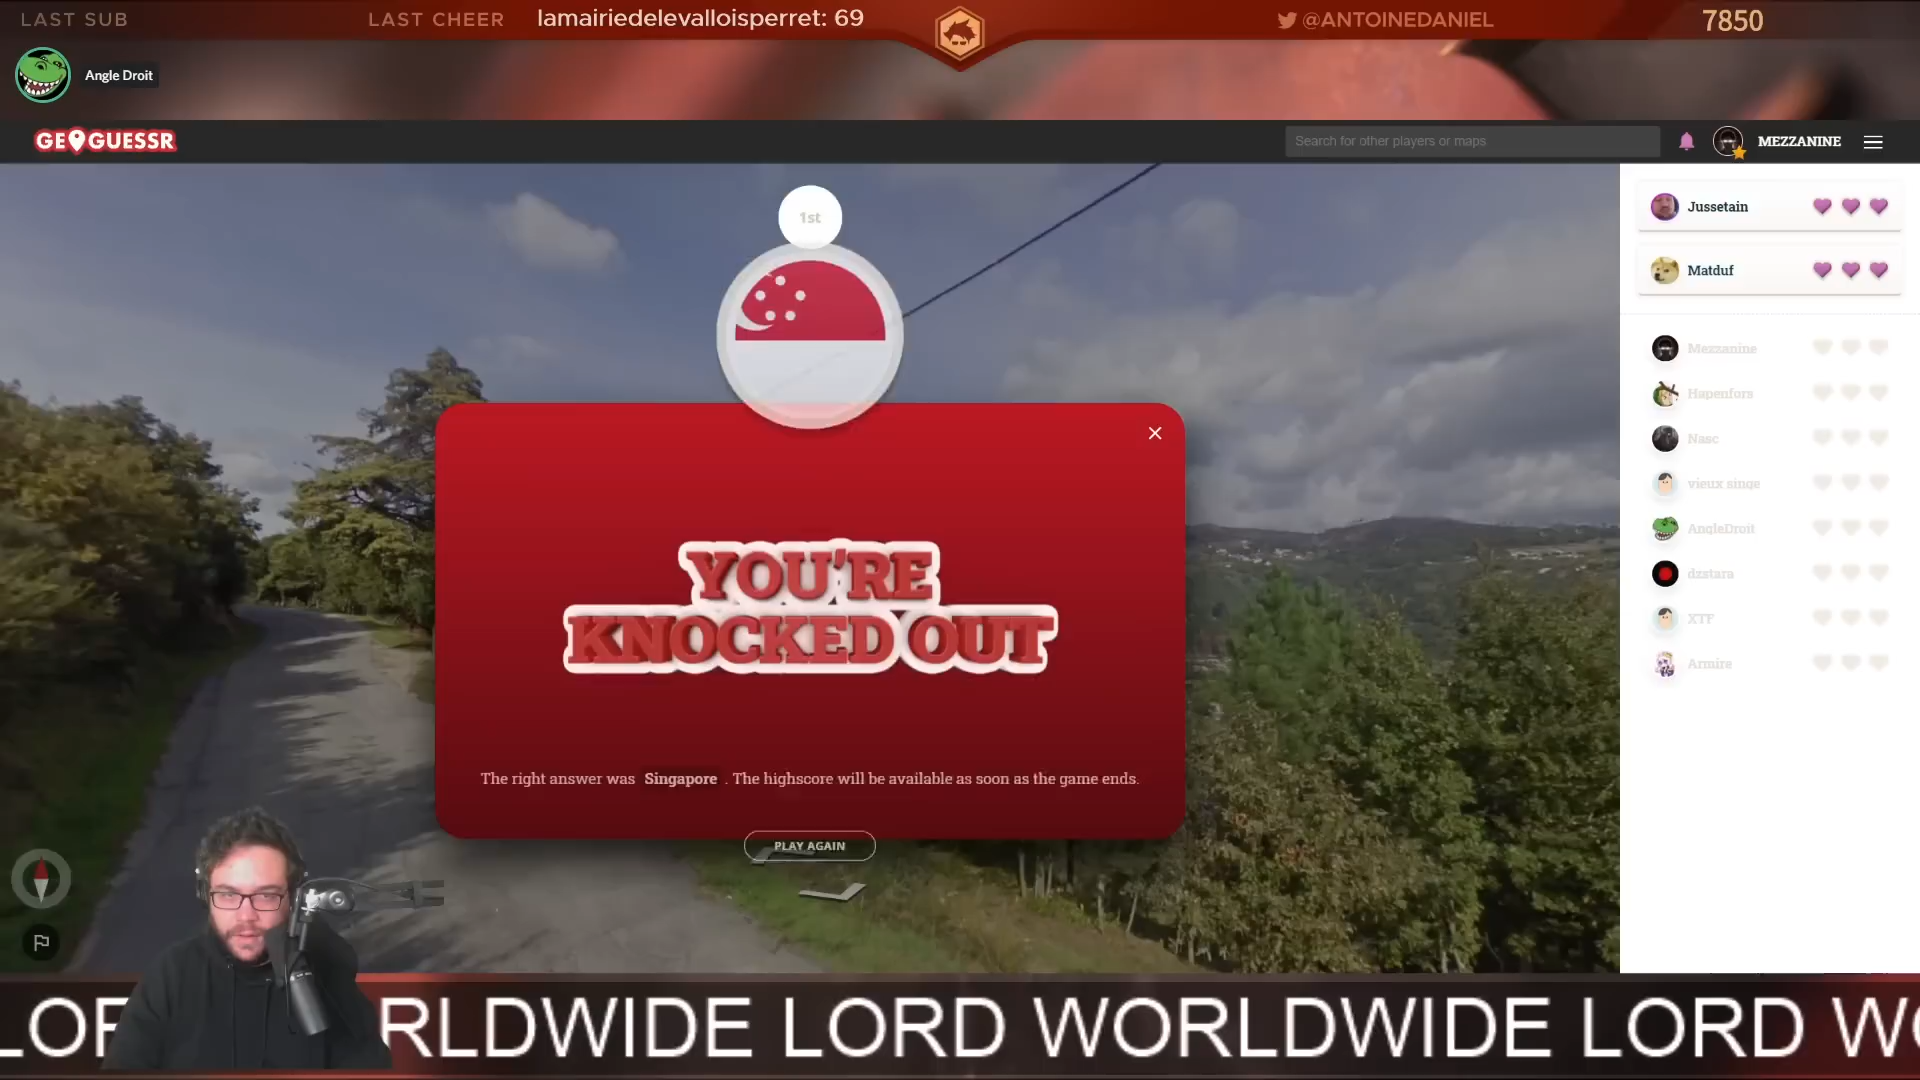 LAST SUB
LAST CHEER
lamairiedelevalloisperret: 69
@ANTOINEDANIEL
7850
Angle Droit
GEOGUESSR
Search for other players or maps
MEZZANINE
1st
Jussetain
Matduf
Mezzanine
Hapenfors
Nasc
vieux singe
AngleDroit
dzstara
XTF
Armire
YOU'RE
KNOCKED OUT
The right answer was Singapore . The highscore will be available as soon as the game ends.
PLAY AGAIN
LOR RLDWIDE LORD WORLDWIDE LORD WO